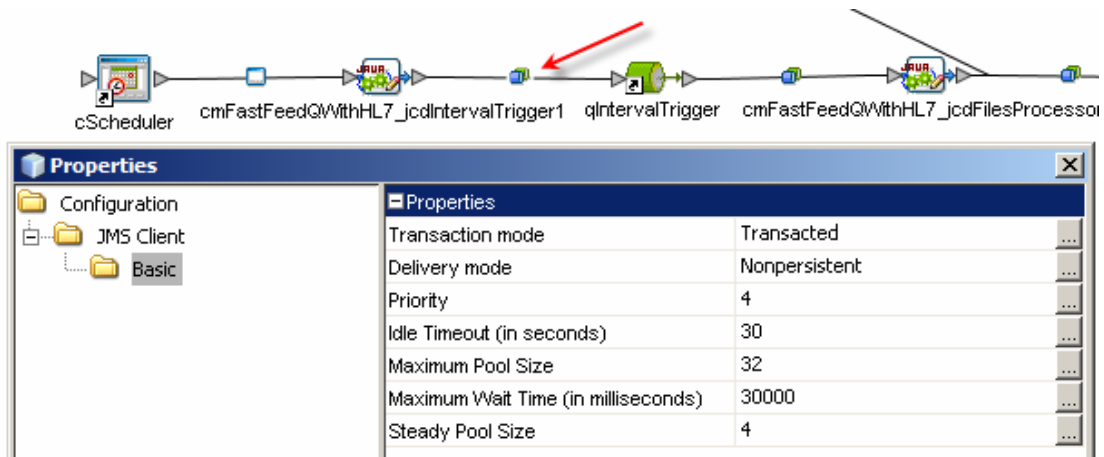 cScheduler
cmFastFeedQWithHL7_jcdIntervalTrigger1
qIntervalTrigger
cmFastFeedQWithHL7_jcdFilesProcessor
Properties
Configuration
JMS Client
Basic
Properties
Transaction mode Transacted ...
Delivery mode Nonpersistent ...
Priority 4 ...
Idle Timeout (in seconds) 30 ...
Maximum Pool Size 32 ...
Maximum Wait Time (in milliseconds) 30000 ...
Steady Pool Size 4 ...